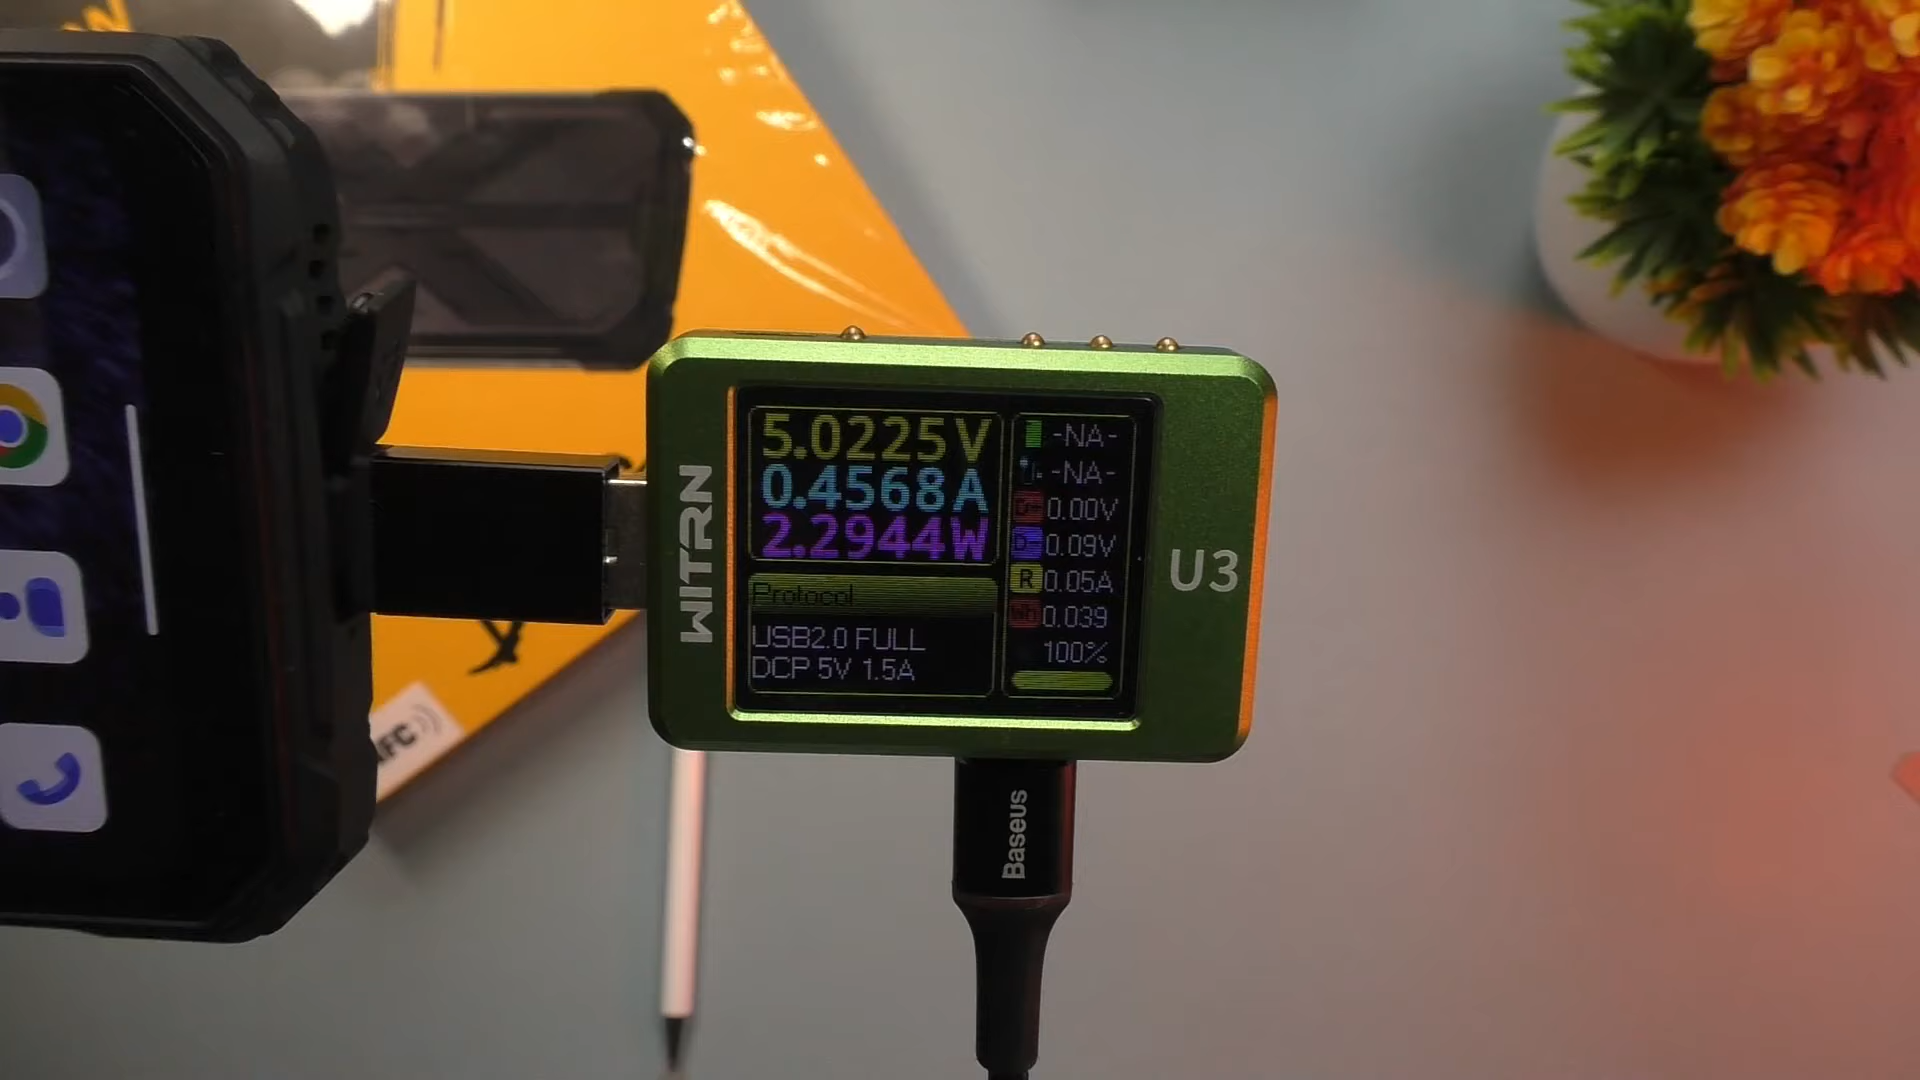 WITRN
5.0225V
0.4568A
2.2944W
Protocol
USB2.0 FULL
DCP 5V 1.5A
-NA-
-NA-
0.00V
0.09V
R 0.05A
0.039
100%
U3
Baseus